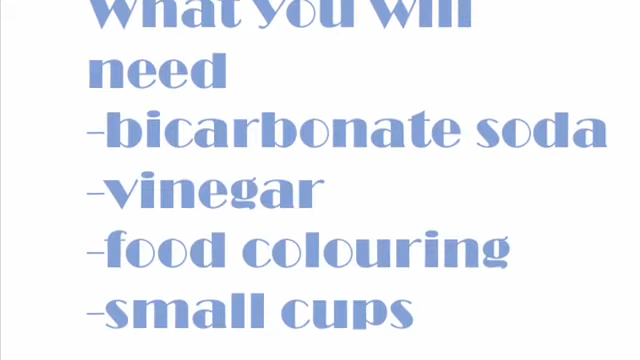 What you will
need
-bicarbonate soda
-vinegar
-food colouring
-small cups